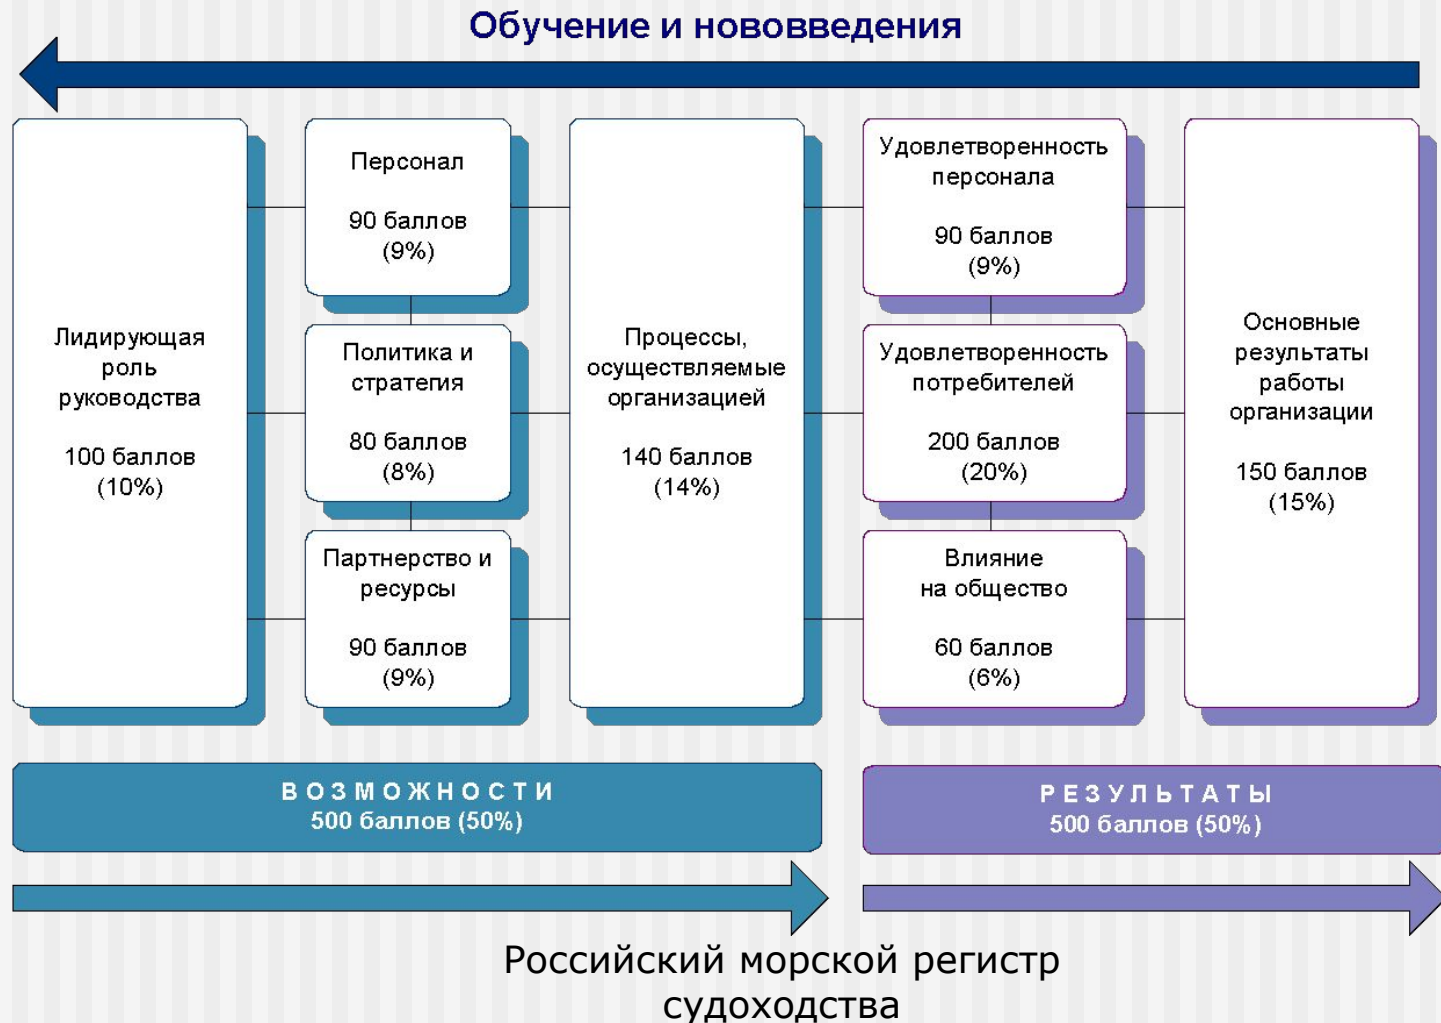 Обучение и нововведения
Лидирующая
роль
руководства
100 баллов
(10%)
Персонал
90 баллов
(9%)
Политика и
стратегия
80 баллов
(8%)
Партнерство и
ресурсы
90 баллов
(9%)
Процессы,
осуществляемые
организацией
140 баллов
(14%)
Удовлетворенность
персонала
90 баллов
(9%)
Удовлетворенность
потребителей
200 баллов
(20%)
Влияние
на общество
60 баллов
(6%)
Основные
результаты
работы
организации
150 баллов
(15%)
ВОЗМОЖНОСТИ
500 баллов (50%)
РЕЗУЛЬТАТЫ
500 баллов (50%)
Российский морской регистр
судоходства